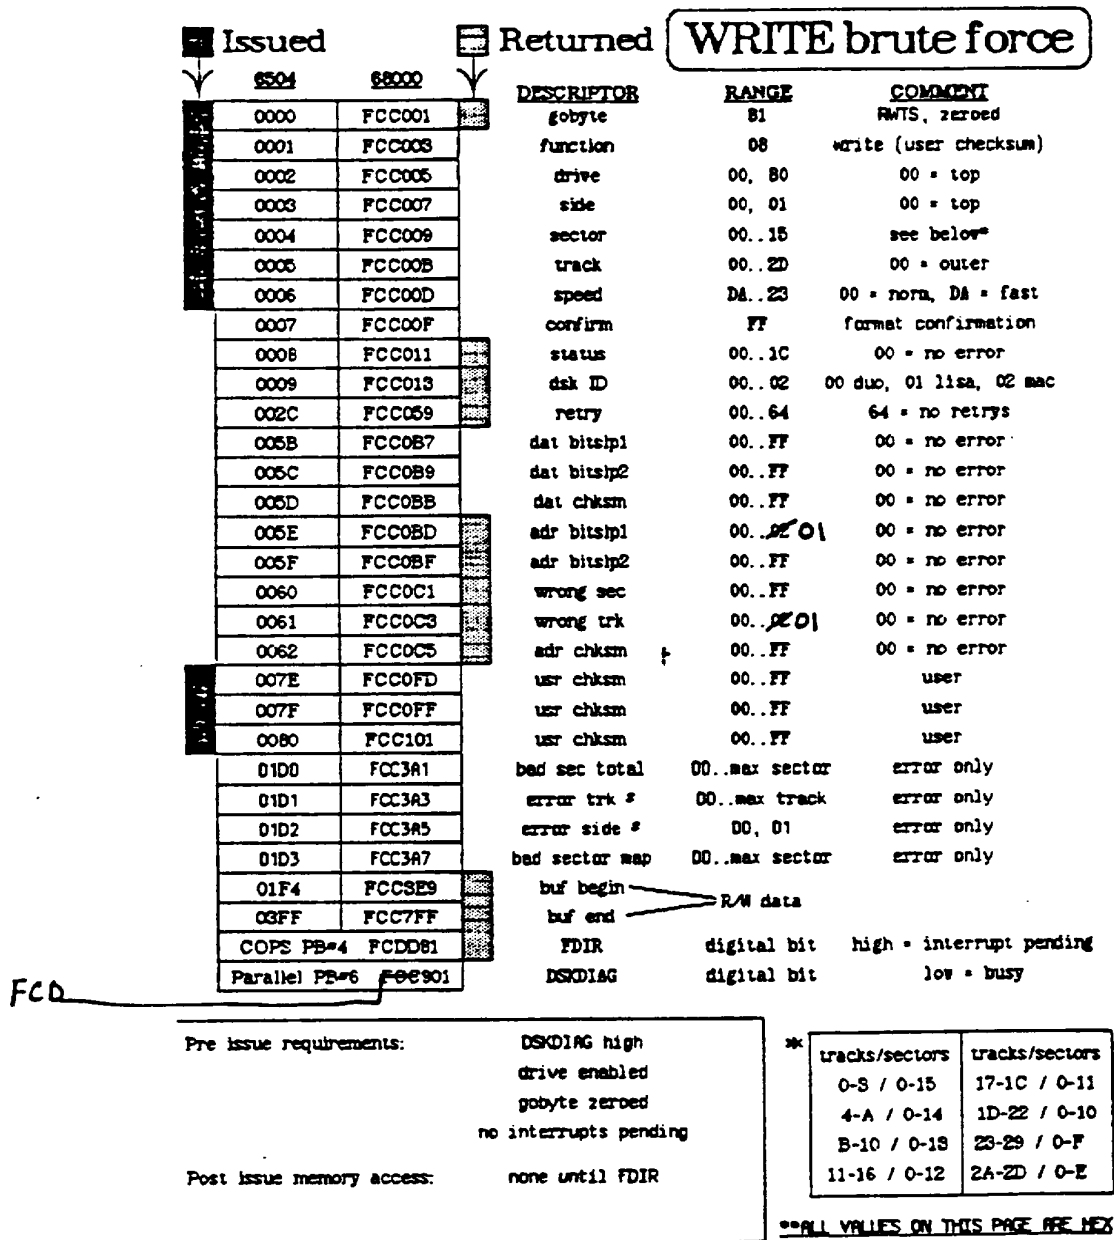 Issued Returned WRITE brute force
6504 68000 DESCRIPTOR RANGE COMMENT
0000 FCC001 gobyte 81 RWTS, zeroed
0001 FCC003 function 08 write (user checksum)
0002 FCC005 drive 00, 80 00 = top
0003 FCC007 side 00, 01 00 = top
0004 FCC009 sector 00..15 see below*
0005 FCC00B track 00..2D 00 = outer
0006 FCC00D speed DA..23 00 = norm, DA = fast
0007 FCC00F confirm FF format confirmation
0008 FCC011 status 00..1C 00 = no error
0009 FCC013 dsk ID 00..02 00 duo, 01 lisa, 02 mac
002C FCC059 retry 00..64 64 = no retrys
005B FCC0B7 dat bitslp1 00..FF 00 = no error
005C FCC0B9 dat bitslp2 00..FF 00 = no error
005D FCC0BB dat chksm 00..FF 00 = no error
005E FCC0BD adr bitslp1 00.. 01 00 = no error
005F FCC0BF adr bitslp2 00..FF 00 = no error
0060 FCC0C1 wrong sec 00..FF 00 = no error
0061 FCC0C3 wrong trk 00.. 01 00 = no error
0062 FCC0C5 adr chksm 00..FF 00 = no error
007E FCC0FD usr chksm 00..FF user
007F FCC0FF usr chksm 00..FF user
0080 FCC101 usr chksm 00..FF user
01D0 FCC3A1 bad sec total 00..max sector error only
01D1 FCC3A3 error trk # 00..max track error only
01D2 FCC3A5 error side # 00, 01 error only
01D3 FCC3A7 bad sector map 00..max sector error only
01F4 FCC3E9 buf begin
R/W data
03FF FCC7FF buf end
COPS PB#4 FCDD81 FDIR digital bit high = interrupt pending
Parallel PB#6 FCC901 DSKDIAG digital bit low = busy
FCD
Pre issue requirements: DSKDIAG high
drive enabled
gobyte zeroed
no interrupts pending
Post issue memory access: none until FDIR
* tracks/sectors tracks/sectors
0-3 / 0-15 17-1C / 0-11
4-A / 0-14 1D-22 / 0-10
B-10 / 0-13 23-29 / 0-F
11-16 / 0-12 2A-2D / 0-E
**ALL VALUES ON THIS PAGE ARE HEX